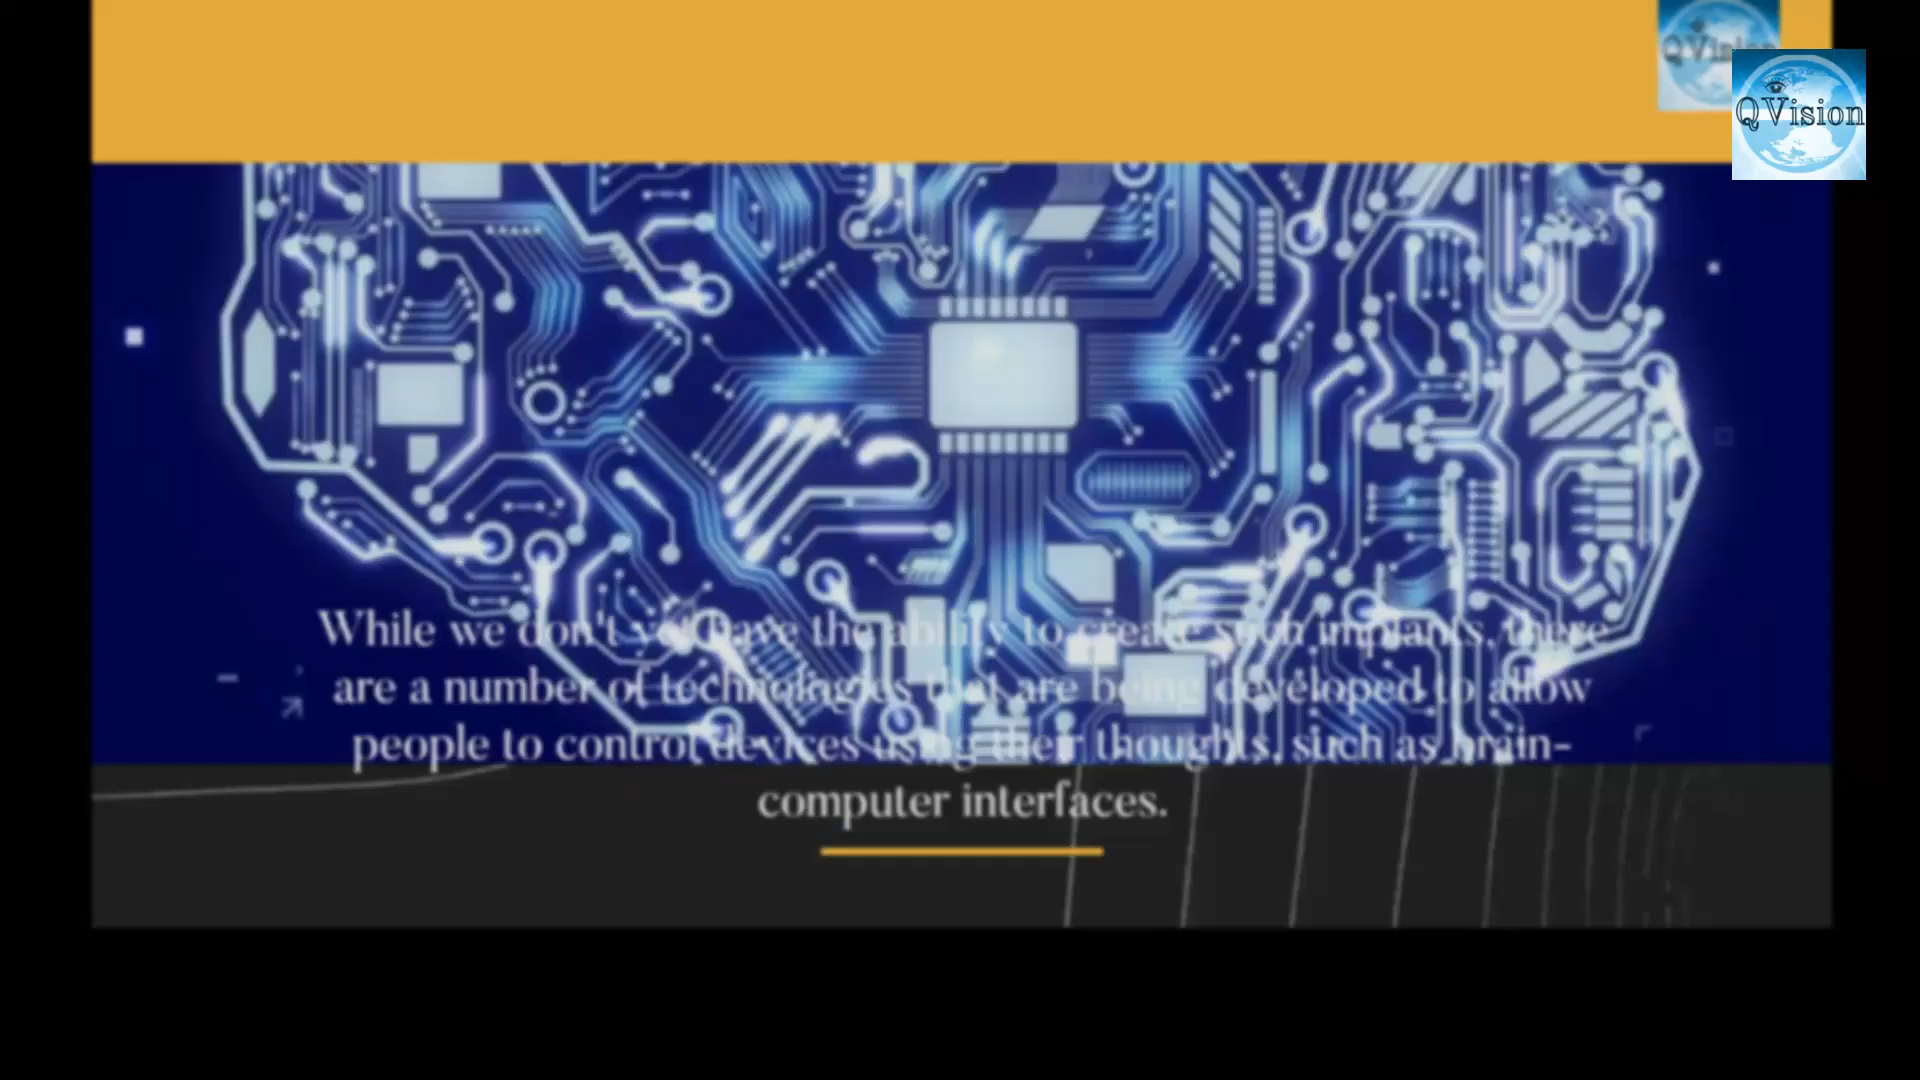 QVision
QVision
While we don't yet have the ability to create such implants, there
are a number of technologies that are being developed to allow
people to control devices using their thoughts, such as brain-
computer interfaces.